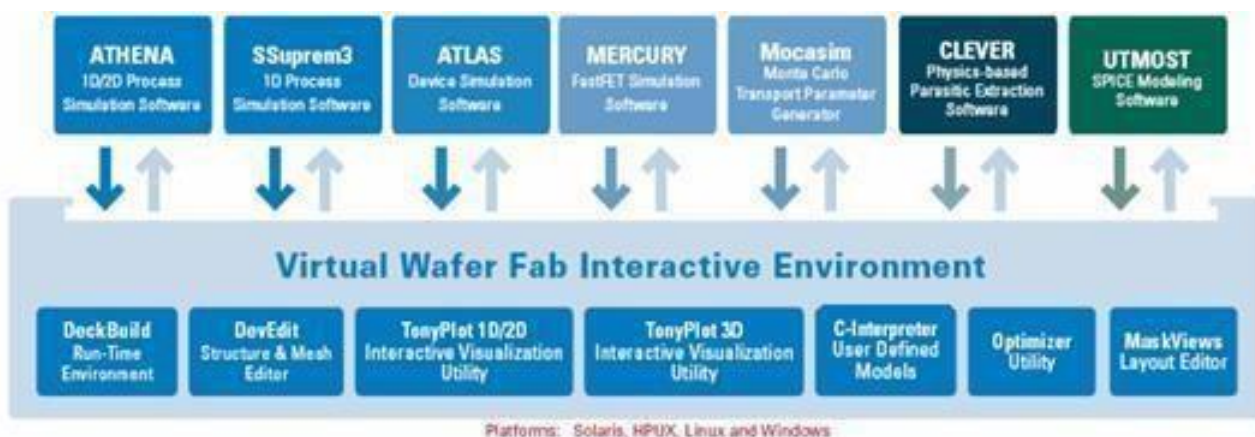 ATHENA
1D/2D Process
Simulation Software
SSuprem3
1D Process
Simulation Software
ATLAS
Device Simulation
Software
MERCURY
FastFET Simulation
Software
Mocasim
Monte Carlo
Transport Parameter
Generator
CLEVER
Physics-based
Parasitic Extraction
Software
UTMOST
SPICE Modeling
Software
Virtual Wafer Fab Interactive Environment
DeckBuild
Run-Time
Environment
DevEdit
Structure & Mesh
Editor
TonyPlot 1D/2D
Interactive Visualization
Utility
TonyPlot 3D
Interactive Visualization
Utility
C-Interpreter
User Defined
Models
Optimizer
Utility
MaskViews
Layout Editor
Platforms: Solaris, HPUX, Linux and Windows